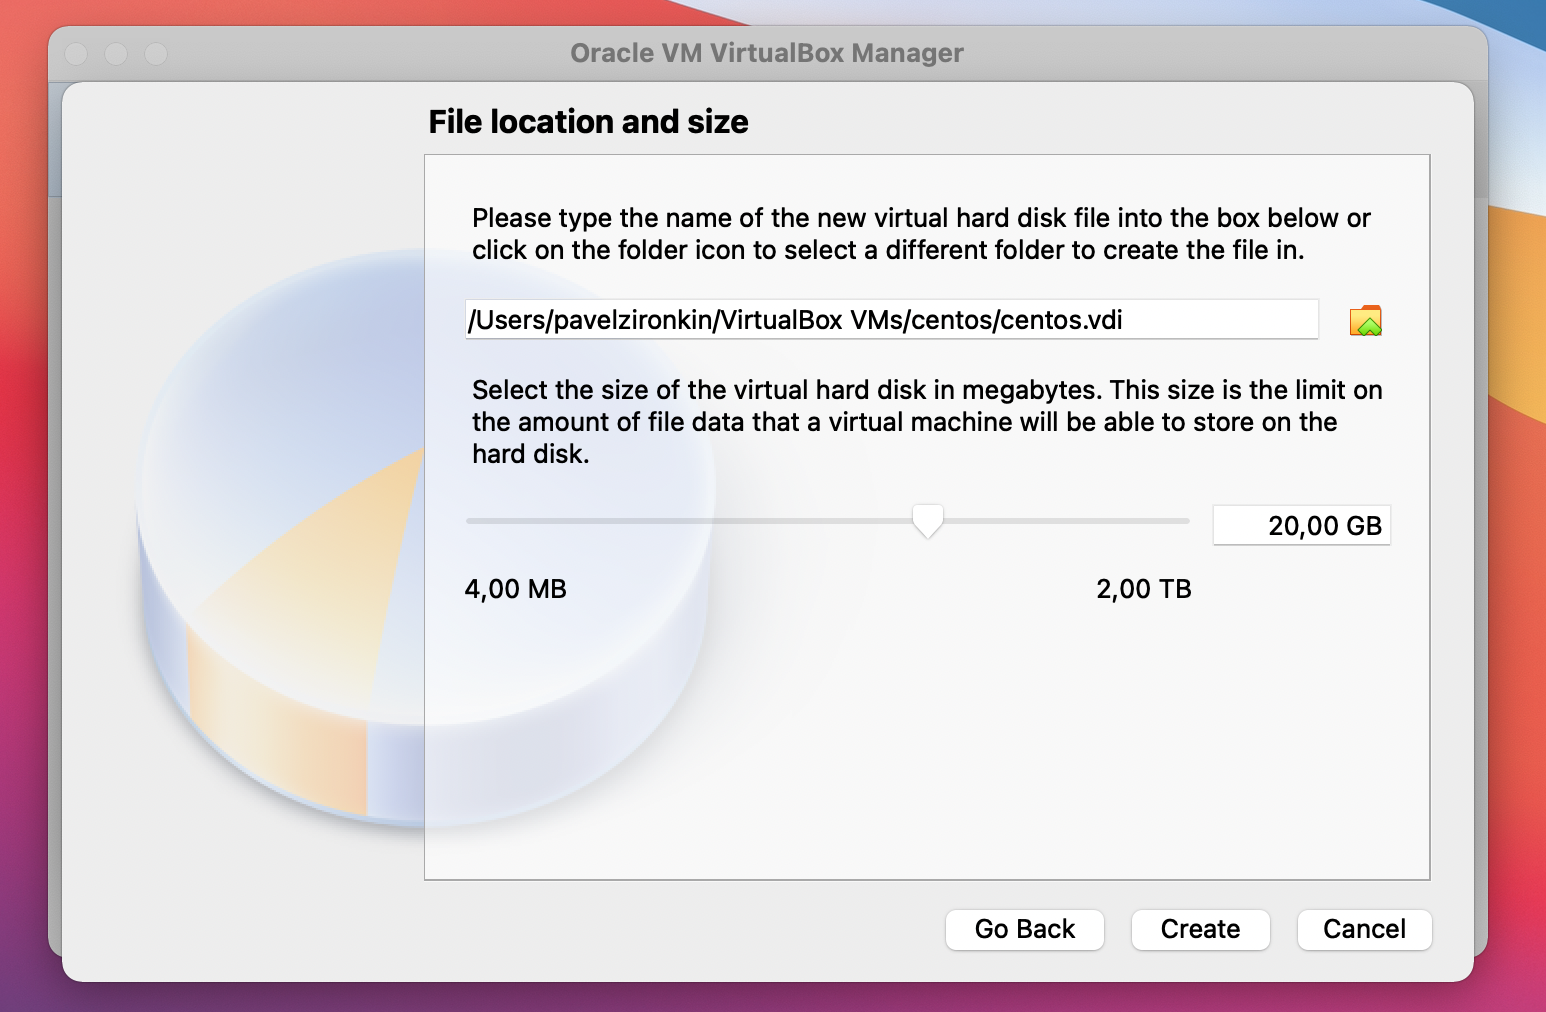 Oracle VM VirtualBox Manager
File location and size
Please type the name of the new virtual hard disk file into the box below or
click on the folder icon to select a different folder to create the file in.
/Users/pavelzironkin/VirtualBox VMs/centos/centos.vdi
Select the size of the virtual hard disk in megabytes. This size is the limit on
the amount of file data that a virtual machine will be able to store on the
hard disk.
20,00 GB
4,00 MB 2,00 TB
Go Back Create Cancel